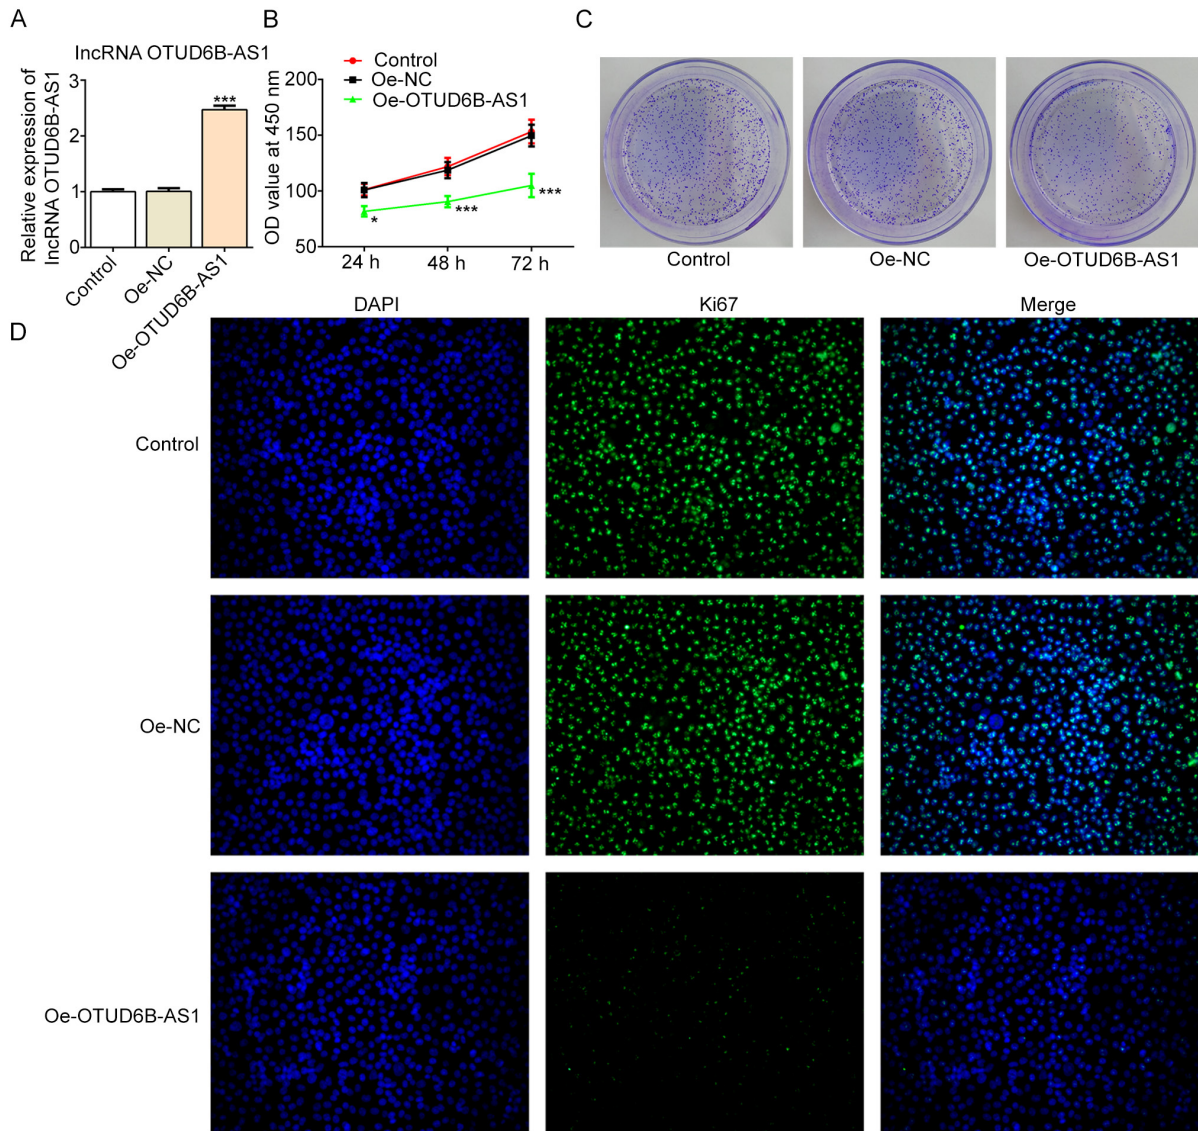 A
lncRNA OTUD6B-AS1
Relative expression of
lncRNA OTUD6B-AS1
3
2
1
0
***
Control
Oe-NC
Oe-OTUD6B-AS1
B
Control
Oe-NC
Oe-OTUD6B-AS1
OD value at 450 nm
200
150
100
50
*
***
***
24 h
48 h
72 h
C
Control
Oe-NC
Oe-OTUD6B-AS1
D
DAPI
Ki67
Merge
Control
Oe-NC
Oe-OTUD6B-AS1